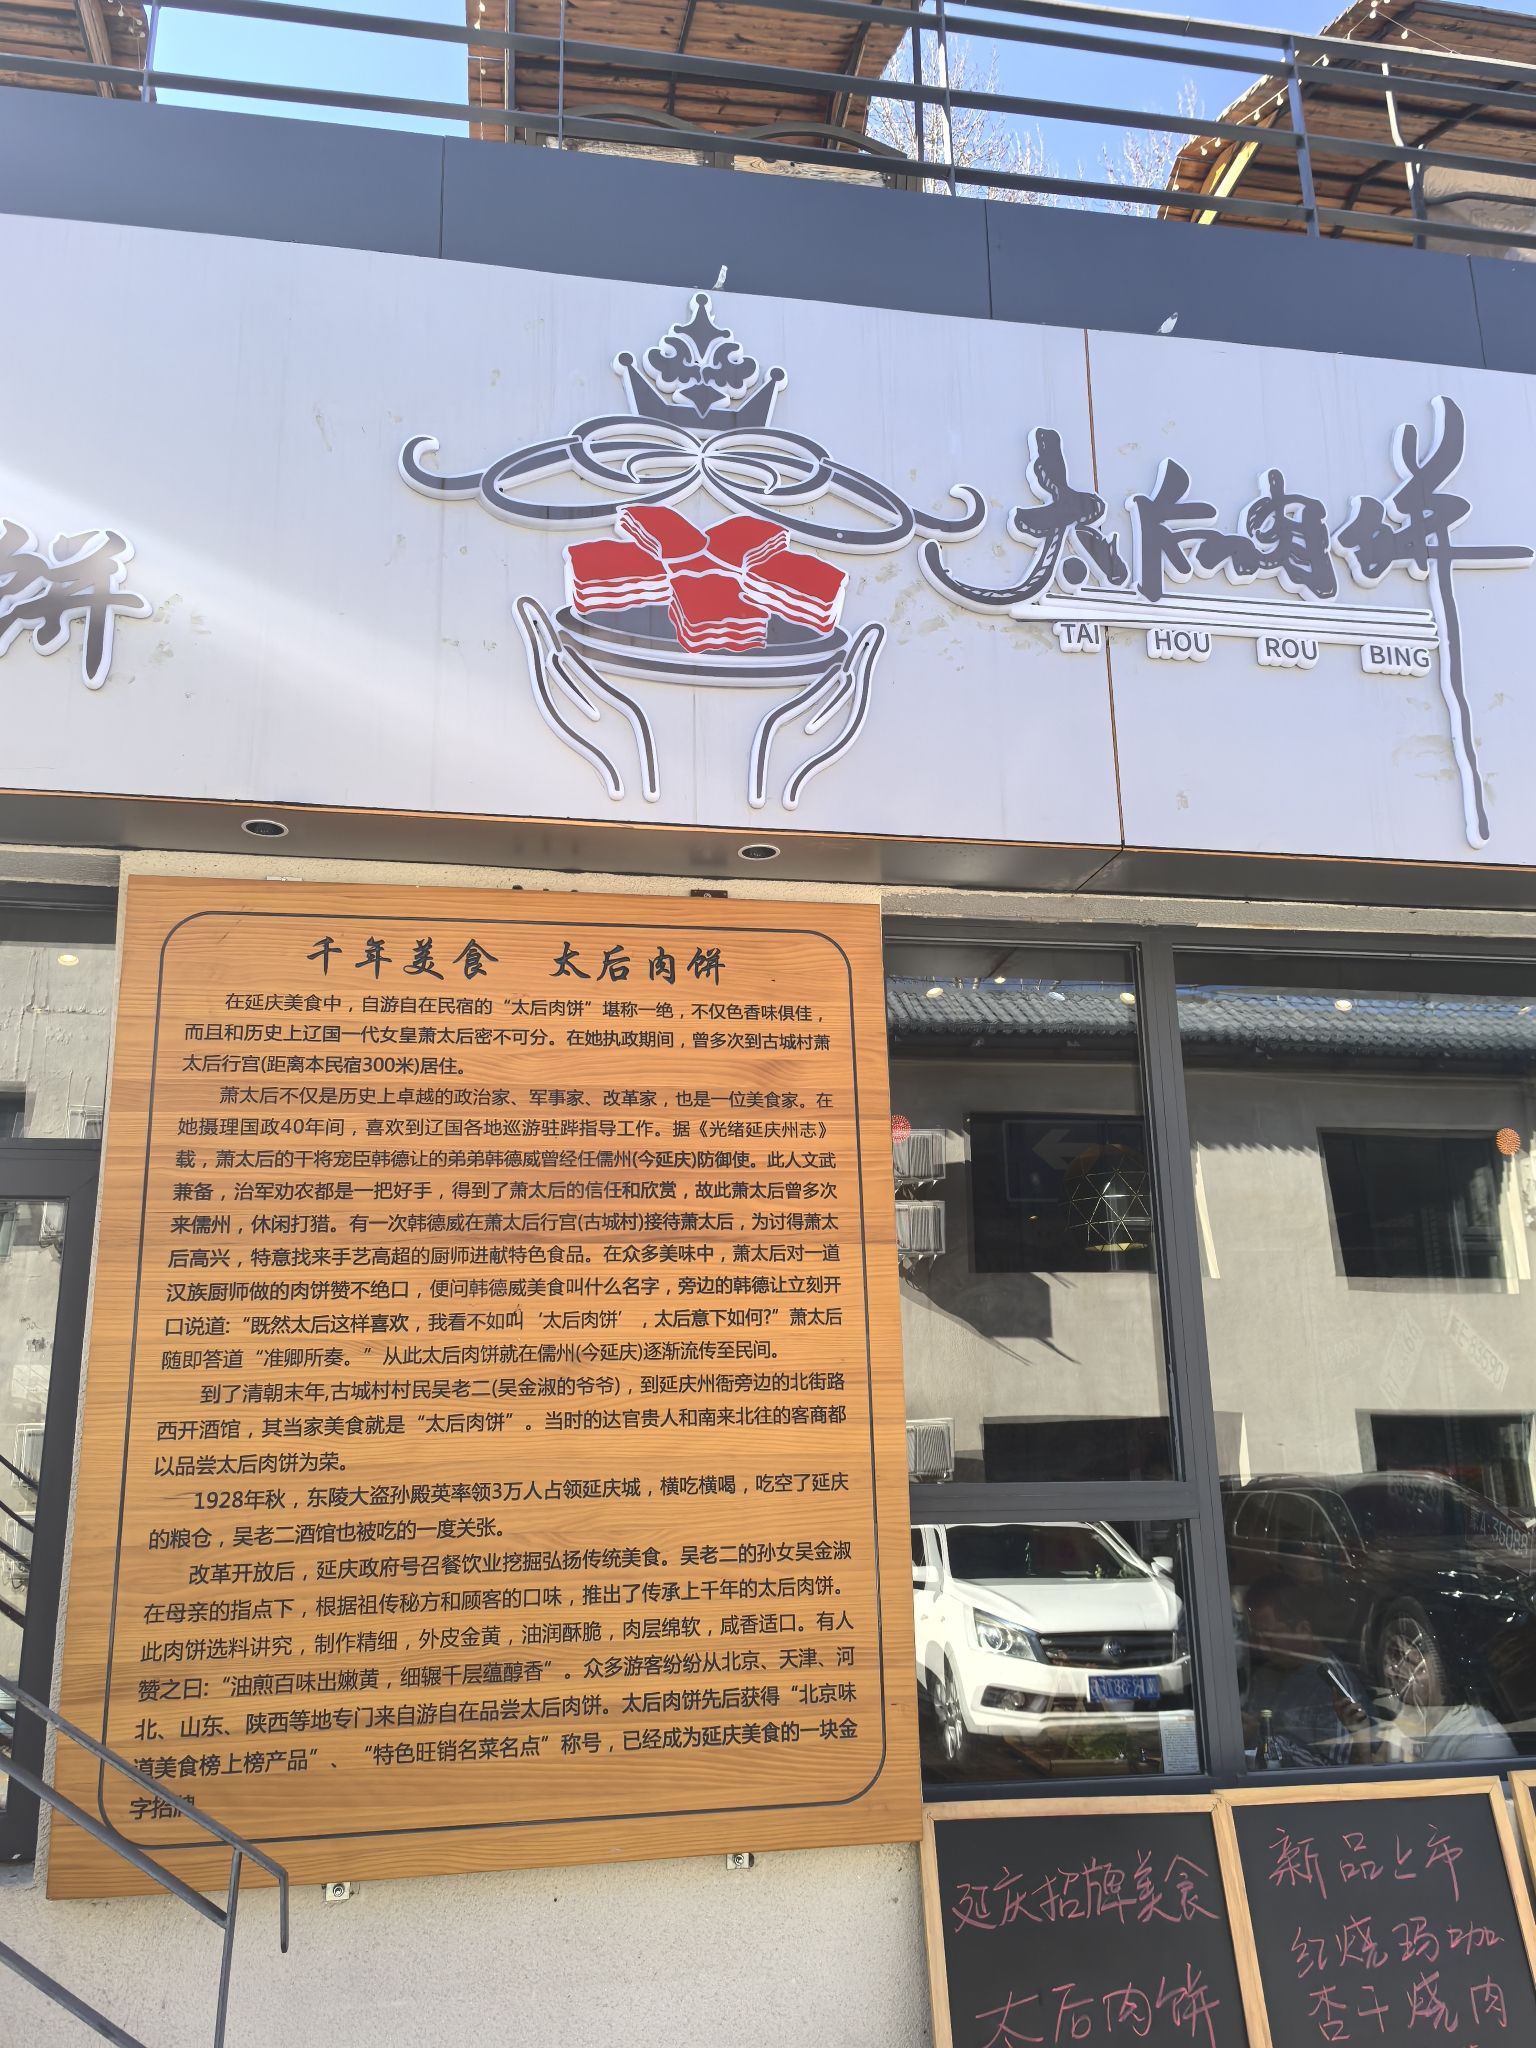 饼
太后肉饼
TAI HOU ROU BING
千年美食 太后肉饼
在延庆美食中，自游自在民宿的“太后肉饼”堪称一绝，不仅色香味俱佳，
而且和历史上辽国一代女皇萧太后密不可分。在她执政期间，曾多次到古城村萧
太后行宫(距离本民宿300米)居住。
萧太后不仅是历史上卓越的政治家、军事家、改革家，也是一位美食家。在
她摄理国政40年间，喜欢到辽国各地巡游驻跸指导工作。据《光绪延庆州志》
载，萧太后的干将宠臣韩德让的弟弟韩德威曾经任儒州(今延庆)防御使。此人文武
兼备，治军劝农都是一把好手，得到了萧太后的信任和欣赏，故此萧太后曾多次
来儒州，休闲打猎。有一次韩德威在萧太后行宫(古城村)接待萧太后，为讨得萧太
后高兴，特意找来手艺高超的厨师进献特色食品。在众多美味中，萧太后对一道
汉族厨师做的肉饼赞不绝口，便问韩德威美食叫什么名字，旁边的韩德让立刻开
口说道:“既然太后这样喜欢，我看不如叫‘太后肉饼’，太后意下如何?”萧太后
随即答道“准卿所奏。”从此太后肉饼就在儒州(今延庆)逐渐流传至民间。
到了清朝末年,古城村村民吴老二(吴金淑的爷爷)，到延庆州衙旁边的北街路
西开酒馆，其当家美食就是“太后肉饼”。当时的达官贵人和南来北往的客商都
以品尝太后肉饼为荣。
1928年秋，东陵大盗孙殿英率领3万人占领延庆城，横吃横喝，吃空了延庆
的粮仓，吴老二酒馆也被吃的一度关张。
改革开放后，延庆政府号召餐饮业挖掘弘扬传统美食。吴老二的孙女吴金淑
在母亲的指点下，根据祖传秘方和顾客的口味，推出了传承上千年的太后肉饼。
此肉饼选料讲究，制作精细，外皮金黄，油润酥脆，肉层绵软，咸香适口。有人
赞之曰:“油煎百味出嫩黄，细辗千层蕴醇香”。众多游客纷纷从北京、天津、河
北、山东、陕西等地专门来自游自在品尝太后肉饼。太后肉饼先后获得“北京味
道美食榜上榜产品”、“特色旺销名菜名点”称号，已经成为延庆美食的一块金
字招牌
延庆招牌美食
太后肉饼
新品上市
红烧玛咖
杏干烧肉